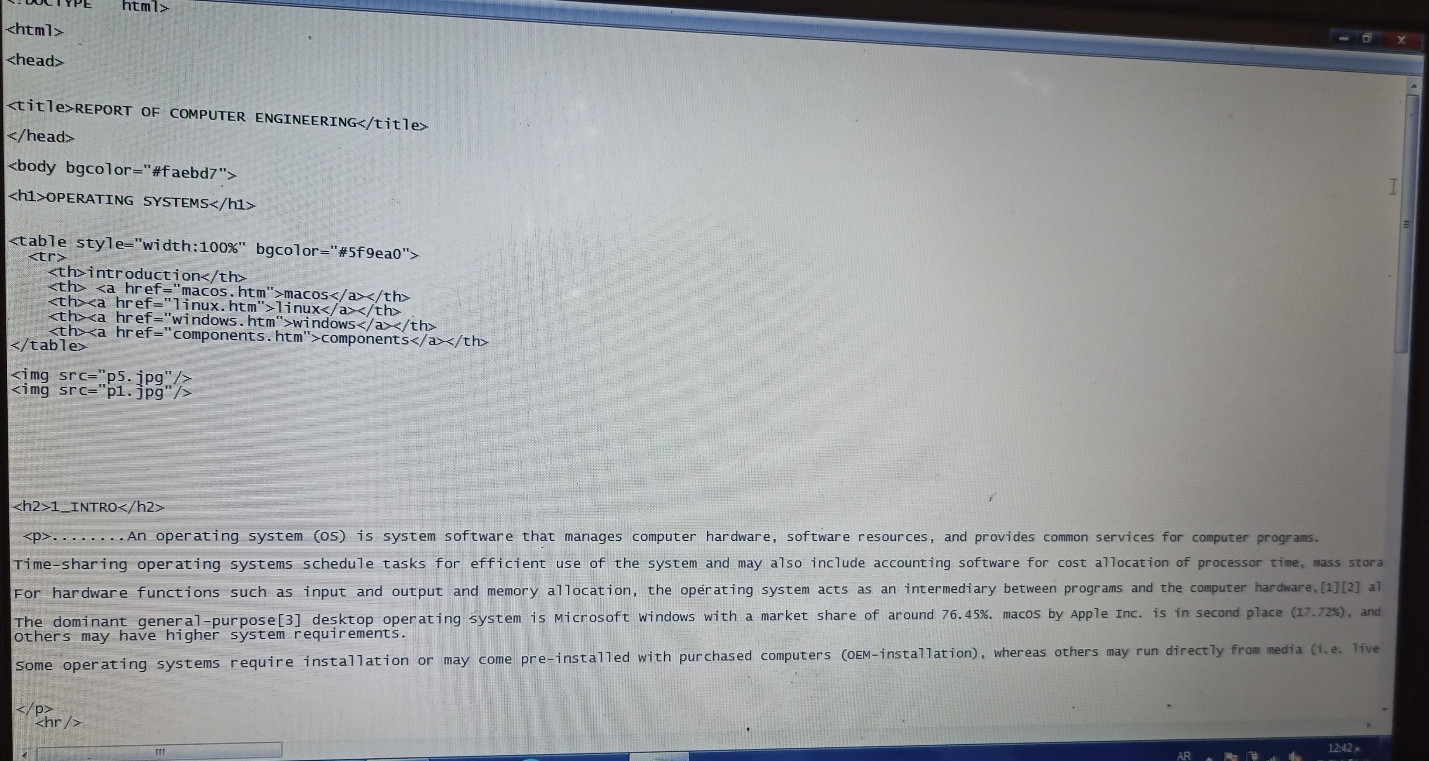 <!DOCTYPE html>
<html>
<head>
<title>REPORT OF COMPUTER ENGINEERING</title>
</head>
<body bgcolor="#faebd7">
<h1>OPERATING SYSTEMS</h1>
<table style="width:100%" bgcolor="#5f9ea0">
<tr>
<th>introduction</th>
<th> <a href="macos.htm">macos</a></th>
<th><a href="linux.htm">linux</a></th>
<th><a href="windows.htm">windows</a></th>
<th><a href="components.htm">components</a></th>
</table>
<img src="p5.jpg"/>
<img src="p1.jpg"/>
<h2>1_INTRO</h2>
<p>........An operating system (OS) is system software that manages computer hardware, software resources, and provides common services for computer programs.
Time-sharing operating systems schedule tasks for efficient use of the system and may also include accounting software for cost allocation of processor time, mass stora
For hardware functions such as input and output and memory allocation, the operating system acts as an intermediary between programs and the computer hardware,[1][2] al
The dominant general-purpose[3] desktop operating system is Microsoft Windows with a market share of around 76.45%. macOS by Apple Inc. is in second place (17.72%), and
others may have higher system requirements.
Some operating systems require installation or may come pre-installed with purchased computers (OEM-installation), whereas others may run directly from media (i.e. live
</p>
<hr/>
AR
12:42 م